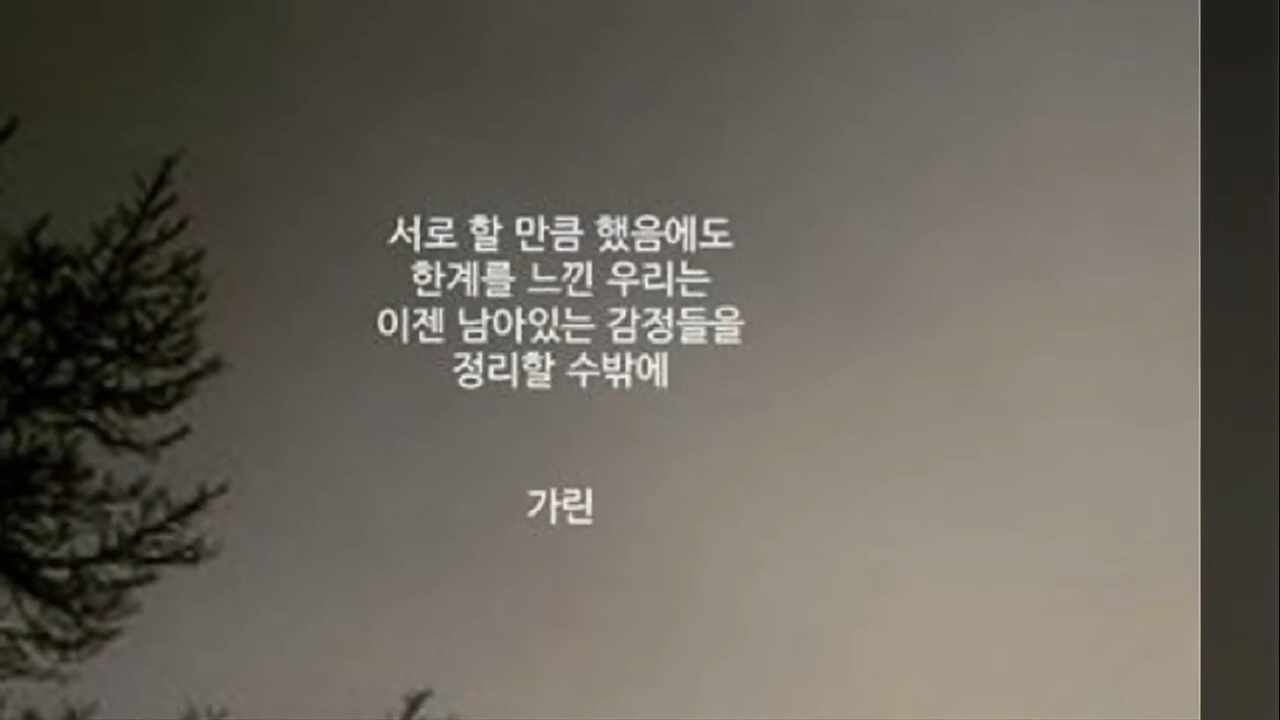 서로 할 만큼 했음에도
한계를 느낀 우리는
이젠 남아있는 감정들을
정리할 수밖에
가린